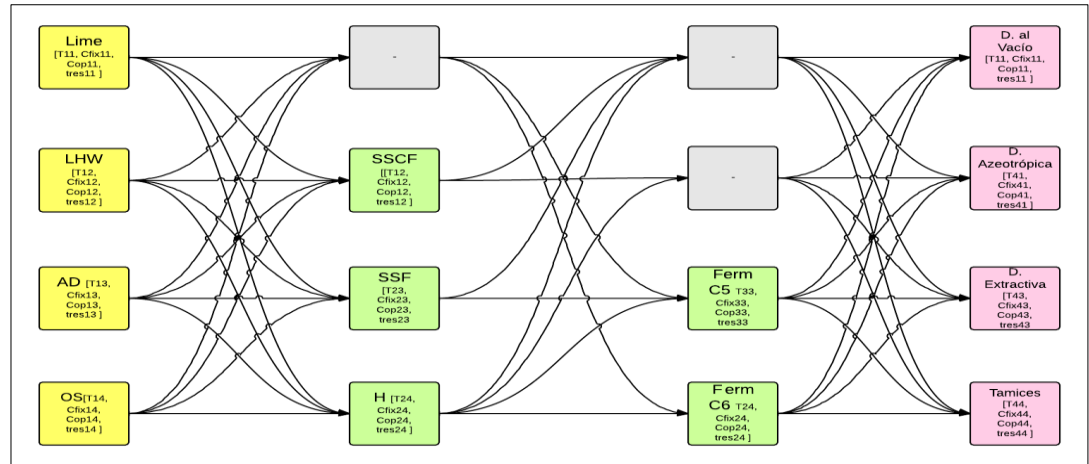 Lime
[T11, Cfix11,
Cop11,
tres11 ]
LHW
[T12,
Cfix12,
Cop12,
tres12 ]
AD [T13,
Cfix13,
Cop13,
tres13 ]
OS[T14,
Cfix14,
Cop14,
tres14 ]
-
SSCF
[[T12,
Cfix12,
Cop12,
tres12 ]
SSF
[T23,
Cfix23,
Cop23,
tres23
H [T24,
Cfix24,
Cop24,
tres24 ]
-
-
Ferm
C5 T33,
Cfix33,
Cop33,
tres33
Ferm
C6 T24,
Cfix24,
Cop24,
tres24 ]
D. al
Vacío
[T11, Cfix11,
Cop11,
tres11 ]
D.
Azeotrópica
[T41,
Cfix41,
Cop41,
tres41 ]
D.
Extractiva
[T43,
Cfix43,
Cop43,
tres43
Tamices
[T44,
Cfix44,
Cop44,
tres44 ]